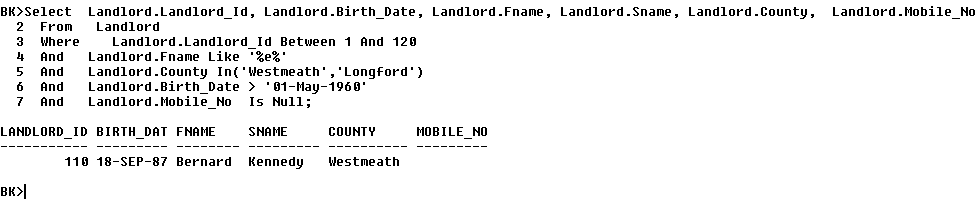 BK>Select  Landlord.Landlord_Id, Landlord.Birth_Date, Landlord.Fname, Landlord.Sname, Landlord.County,  Landlord.Mobile_No
  2  From   Landlord
  3  Where    Landlord.Landlord_Id Between 1 And 120
  4  And   Landlord.Fname Like '%e%'
  5  And   Landlord.County In('Westmeath','Longford')
  6  And   Landlord.Birth_Date > '01-May-1960'
  7  And   Landlord.Mobile_No  Is Null;
LANDLORD_ID BIRTH_DAT FNAME    SNAME     COUNTY     MOBILE_NO
----------- --------- -------- --------- ---------- ---------
        110 18-SEP-87 Bernard  Kennedy   Westmeath
BK>